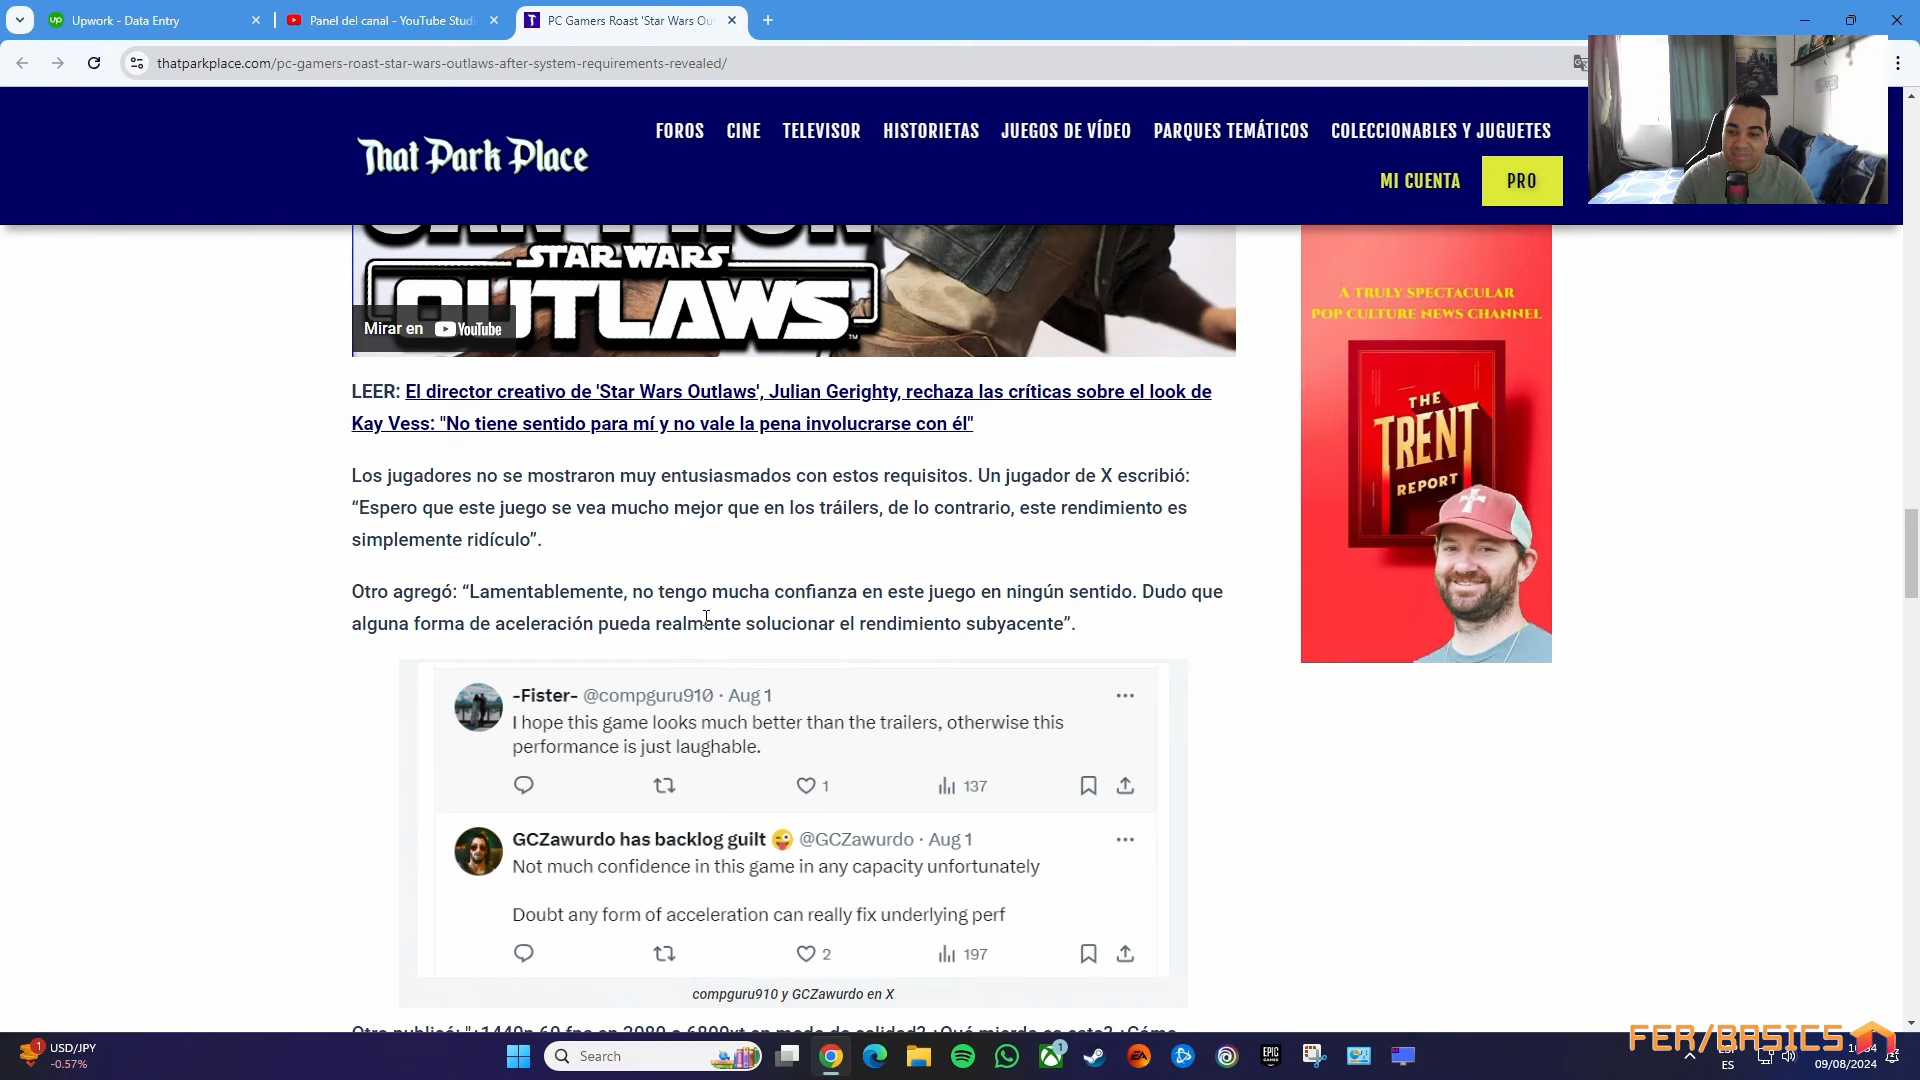 Upwork - Data Entry
Panel del canal - YouTube Stud
PC Gamers Roast 'Star Wars Ou
thatparkplace.com/pc-gamers-roast-star-wars-outlaws-after-system-requirements-revealed/
That Park Place
FOROS CINE TELEVISOR HISTORIETAS JUEGOS DE VÍDEO PARQUES TEMÁTICOS COLECCIONABLES Y JUGUETES
MI CUENTA PRO
STAR WARS
OUTLAWS
Mirar en YouTube
LEER: El director creativo de 'Star Wars Outlaws', Julian Gerighty, rechaza las críticas sobre el look de
Kay Vess: "No tiene sentido para mí y no vale la pena involucrarse con él"
Los jugadores no se mostraron muy entusiasmados con estos requisitos. Un jugador de X escribió:
“Espero que este juego se vea mucho mejor que en los tráilers, de lo contrario, este rendimiento es
simplemente ridículo”.
Otro agregó: “Lamentablemente, no tengo mucha confianza en este juego en ningún sentido. Dudo que
alguna forma de aceleración pueda realmente solucionar el rendimiento subyacente”.
-Fister- @compguru910 · Aug 1
I hope this game looks much better than the trailers, otherwise this
performance is just laughable.
1 137
GCZawurdo has backlog guilt @GCZawurdo · Aug 1
Not much confidence in this game in any capacity unfortunately
Doubt any form of acceleration can really fix underlying perf
2 197
compguru910 y GCZawurdo en X
A TRULY SPECTACULAR
POP CULTURE NEWS CHANNEL
THE
TRENT
REPORT
FER/BASICS
1
USD/JPY
-0.57%
Search
1
EPIC
GAMES
EA
ES
09/08/2024